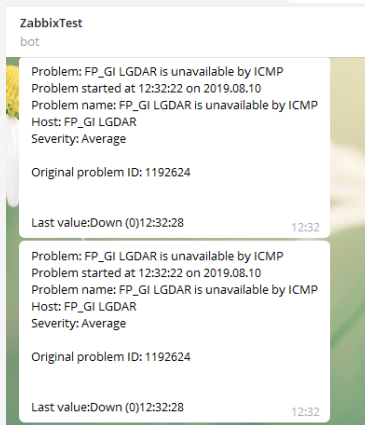 ZabbixTest
bot
Problem: FP_GI LGDAR is unavailable by ICMP
Problem started at 12:32:22 on 2019.08.10
Problem name: FP_GI LGDAR is unavailable by ICMP
Host: FP_GI LGDAR
Severity: Average
Original problem ID: 1192624
Last value:Down (0)12:32:28
12:32
Problem: FP_GI LGDAR is unavailable by ICMP
Problem started at 12:32:22 on 2019.08.10
Problem name: FP_GI LGDAR is unavailable by ICMP
Host: FP_GI LGDAR
Severity: Average
Original problem ID: 1192624
Last value:Down (0)12:32:28
12:32